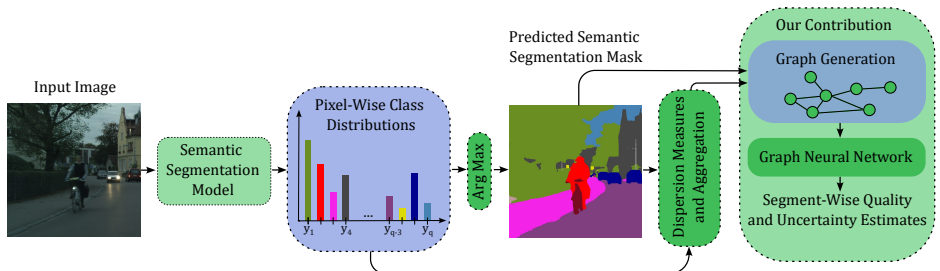 Input Image
Semantic
Segmentation
Model
Pixel-Wise Class
Distributions
y1
y4
...
yq-3
yq
Arg Max
Predicted Semantic
Segmentation Mask
Dispersion Measures
and Aggregation
Our Contribution
Graph Generation
Graph Neural Network
Segment-Wise Quality
and Uncertainty Estimates